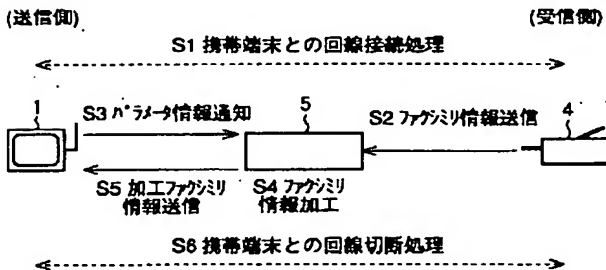 (送信側)
(受信側)
S1 携帯端末との回線接続処理
1
S3 パラメータ情報通知
5
S2 ファクシミリ情報送信
4
S5 加工ファクシミリ
情報送信
S4 ファクシミリ
情報加工
S6 携帯端末との回線切断処理